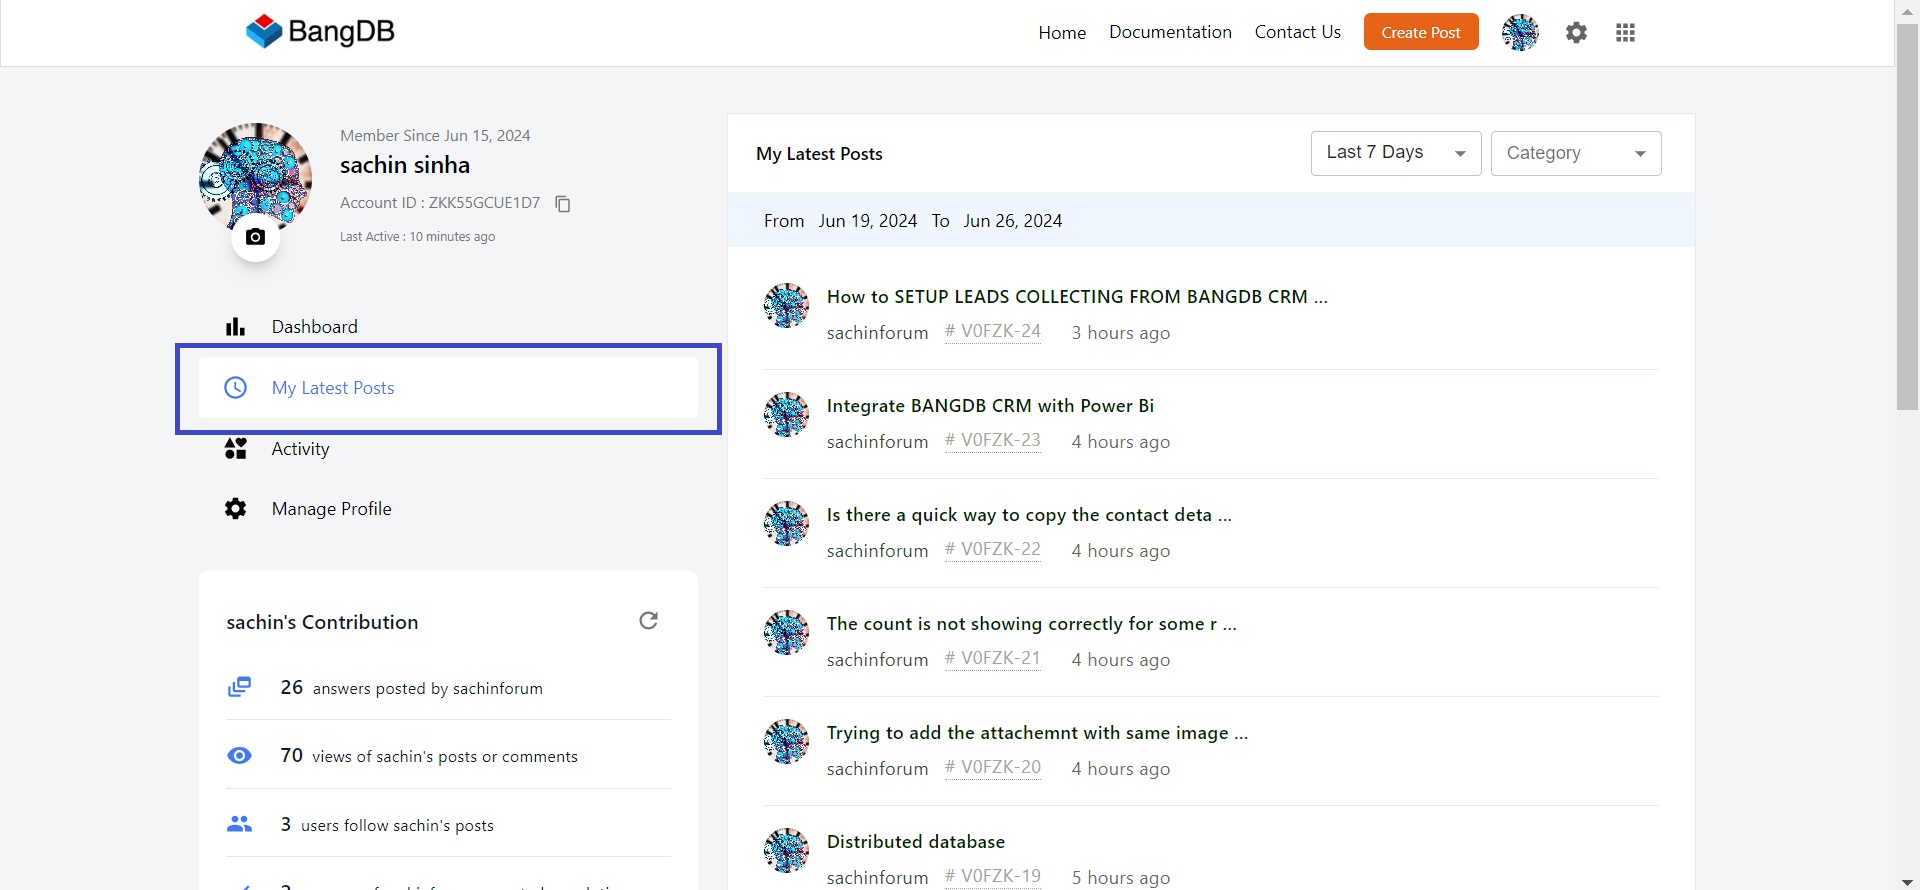 BangDB
Home
Documentation
Contact Us
Create Post
Member Since Jun 15, 2024
sachin sinha
Account ID : ZKK55GCUE1D7
Last Active : 10 minutes ago
Dashboard
My Latest Posts
Activity
Manage Profile
sachin's Contribution
26 answers posted by sachinforum
70 views of sachin's posts or comments
3 users follow sachin's posts
My Latest Posts
Last 7 Days
Category
From Jun 19, 2024 To Jun 26, 2024
How to SETUP LEADS COLLECTING FROM BANGDB CRM ...
sachinforum # V0FZK-24 3 hours ago
Integrate BANGDB CRM with Power Bi
sachinforum # V0FZK-23 4 hours ago
Is there a quick way to copy the contact deta ...
sachinforum # V0FZK-22 4 hours ago
The count is not showing correctly for some r ...
sachinforum # V0FZK-21 4 hours ago
Trying to add the attachemnt with same image ...
sachinforum # V0FZK-20 4 hours ago
Distributed database
sachinforum # V0FZK-19 5 hours ago